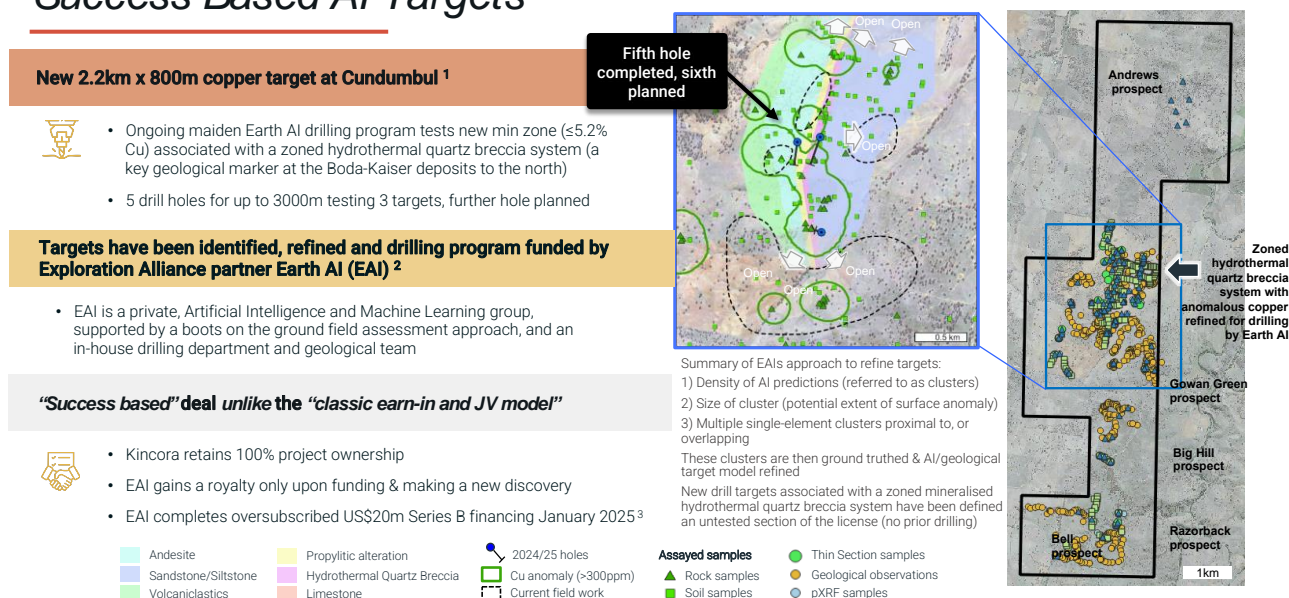 Success Based AI Targets
New 2.2km x 800m copper target at Cundumbul 1
• Ongoing maiden Earth AI drilling program tests new min zone (≤5.2%
Cu) associated with a zoned hydrothermal quartz breccia system (a
key geological marker at the Boda-Kaiser deposits to the north)
• 5 drill holes for up to 3000m testing 3 targets, further hole planned
Targets have been identified, refined and drilling program funded by
Exploration Alliance partner Earth AI (EAI) 2
• EAI is a private, Artificial Intelligence and Machine Learning group,
supported by a boots on the ground field assessment approach, and an
in-house drilling department and geological team
“Success based” deal unlike the “classic earn-in and JV model”
• Kincora retains 100% project ownership
• EAI gains a royalty only upon funding & making a new discovery
• EAI completes oversubscribed US$20m Series B financing January 2025 3
Fifth hole
completed, sixth
planned
Open
Open
Open
Open
Open
Open
0.5 km
Summary of EAIs approach to refine targets:
1) Density of AI predictions (referred to as clusters)
2) Size of cluster (potential extent of surface anomaly)
3) Multiple single-element clusters proximal to, or
overlapping
These clusters are then ground truthed & AI/geological
target model refined
New drill targets associated with a zoned mineralised
hydrothermal quartz breccia system have been defined
an untested section of the license (no prior drilling)
Andrews
prospect
Zoned
hydrothermal
quartz breccia
system with
anomalous copper
refined for drilling
by Earth AI
Gowan Green
prospect
Big Hill
prospect
Bell
prospect
Razorback
prospect
1km
Andesite
Sandstone/Siltstone
Volcaniclastics
Propylitic alteration
Hydrothermal Quartz Breccia
Limestone
2024/25 holes
Cu anomaly (>300ppm)
Current field work
Assayed samples
Rock samples
Soil samples
Thin Section samples
Geological observations
pXRF samples